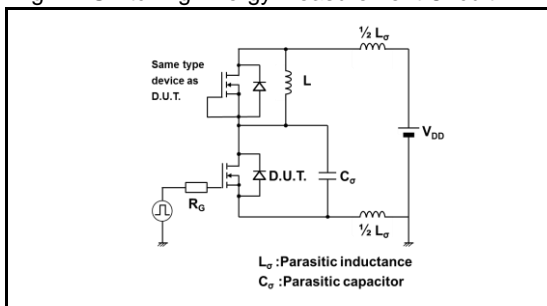 ½ Lσ
Same type
device as
D.U.T.
L
VDD
D.U.T.
Cσ
RG
½ Lσ
Lσ :Parasitic inductance
Cσ :Parasitic capacitor